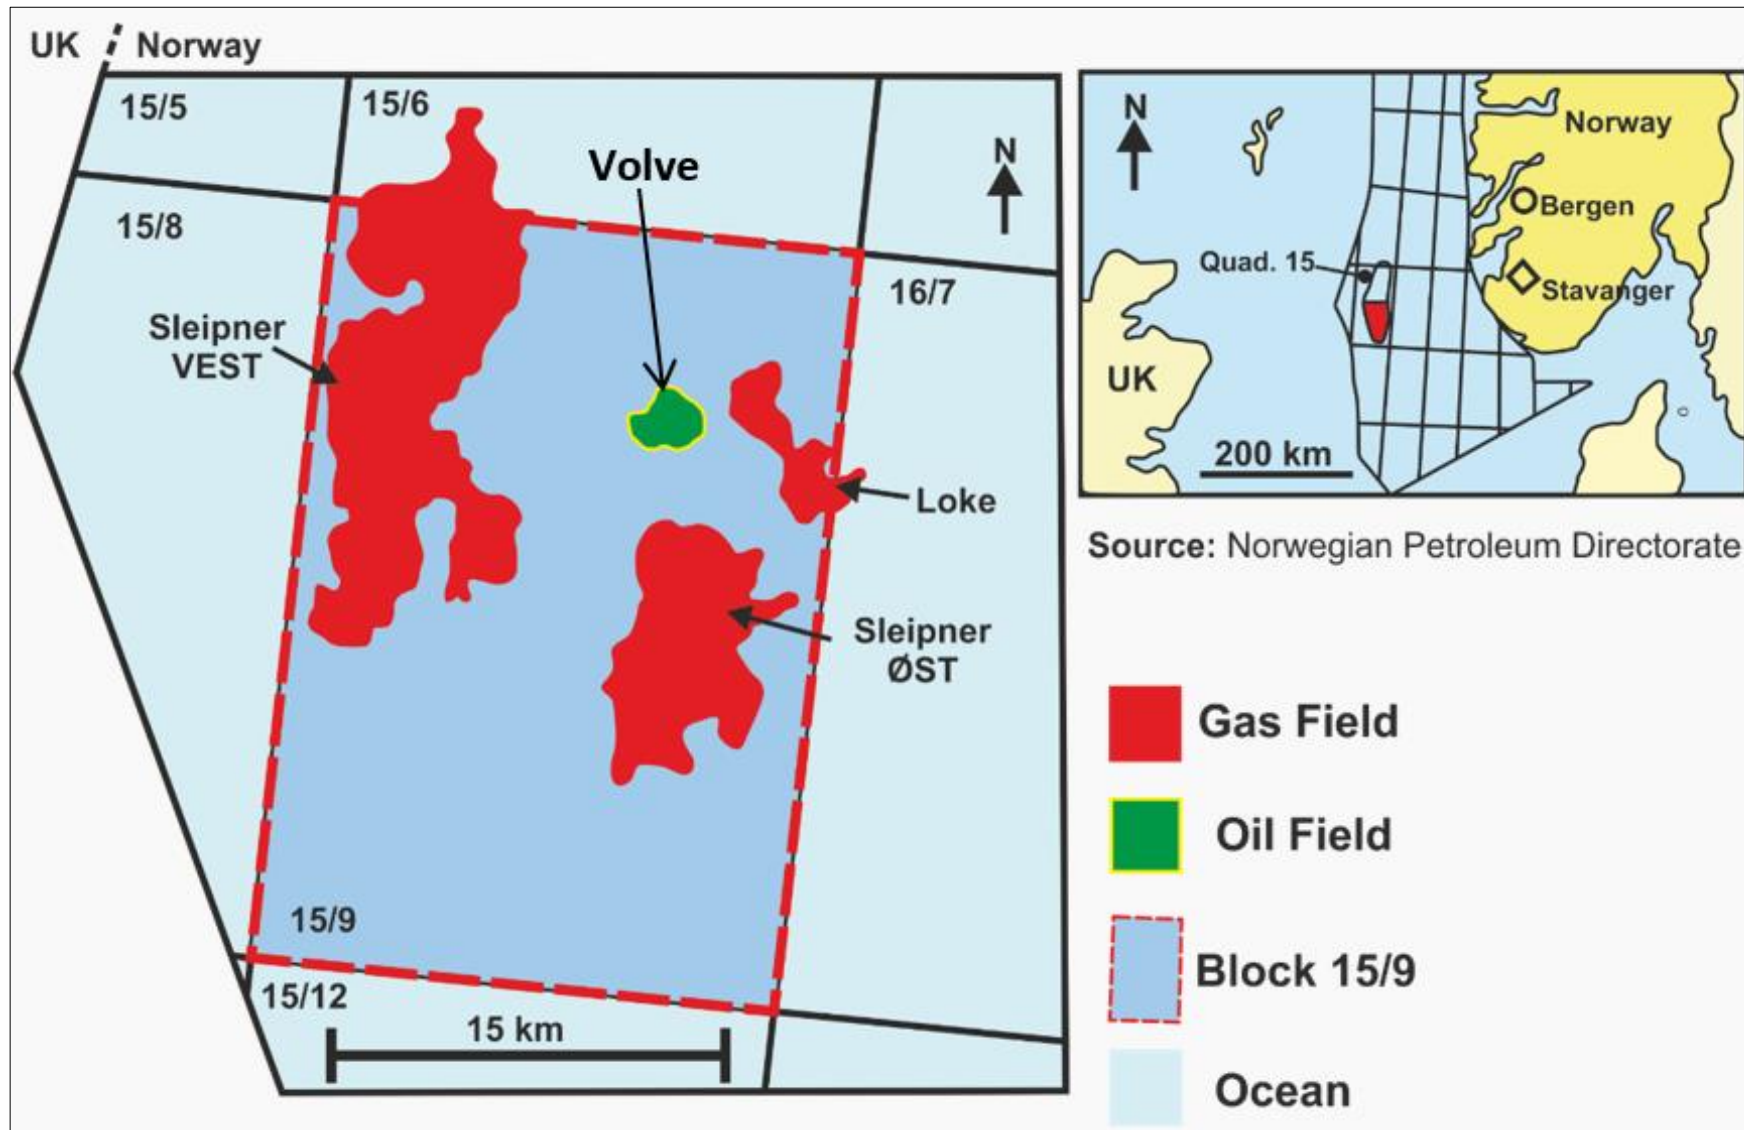 UK
Norway
15/5
15/6
Volve
N
15/8
16/7
Sleipner
VEST
Loke
Sleipner
ØST
15/9
15/12
15 km
N
Norway
Bergen
Quad. 15
Stavanger
UK
200 km
Source: Norwegian Petroleum Directorate
Gas Field
Oil Field
Block 15/9
Ocean